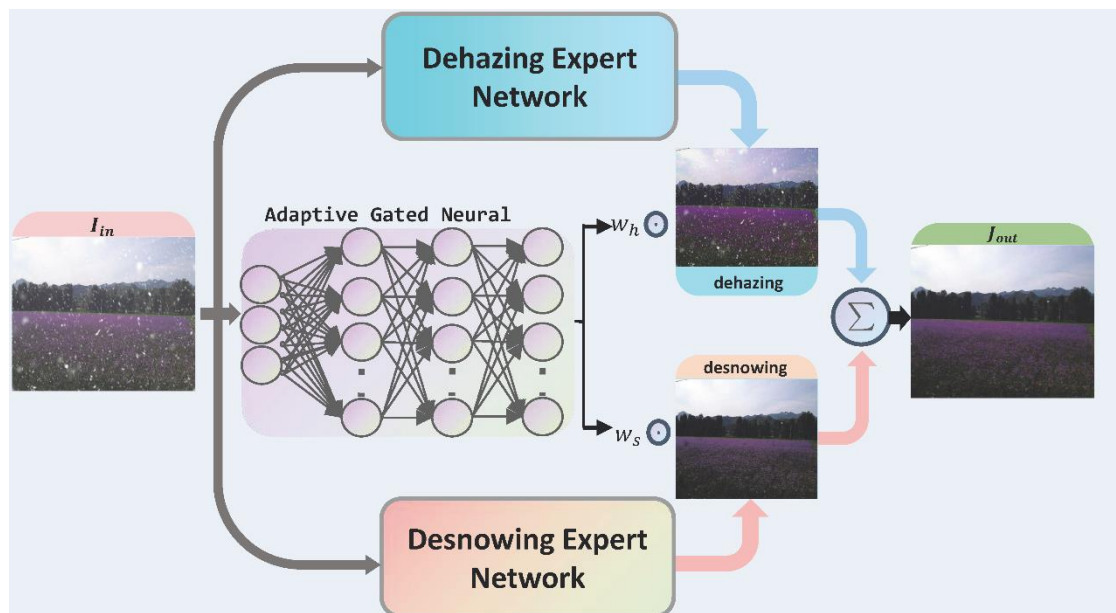 Dehazing Expert
Network
Adaptive Gated Neural
I_in
w_h
dehazing
J_out
Σ
desnowing
w_s
Desnowing Expert
Network